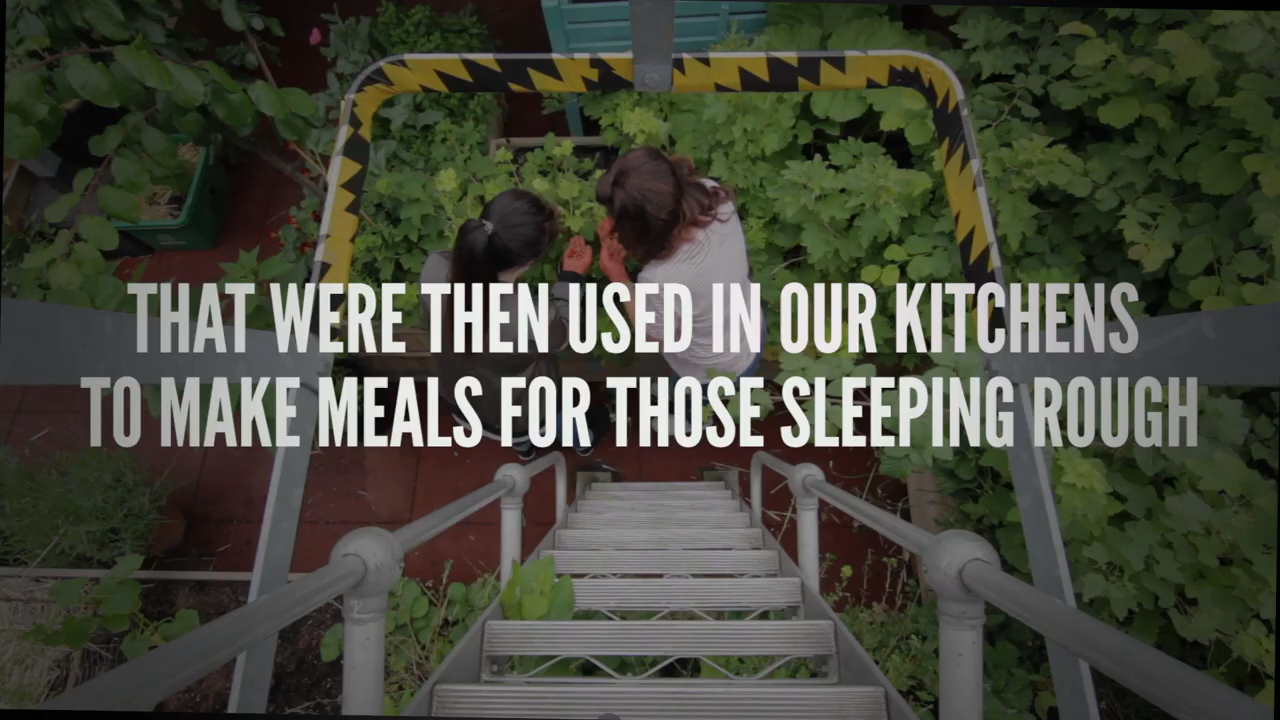 THAT WERE THEN USED IN OUR KITCHENS
TO MAKE MEALS FOR THOSE SLEEPING ROUGH